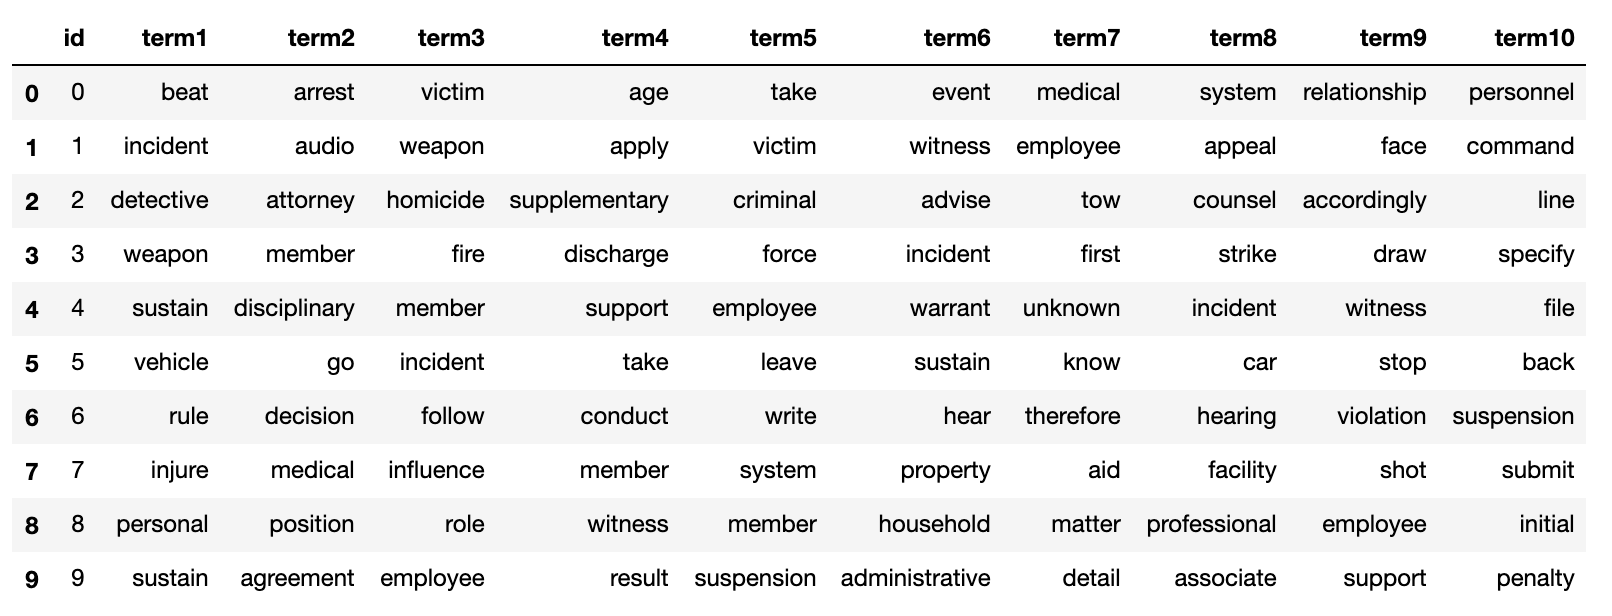 id term1 term2 term3 term4 term5 term6 term7 term8 term9 term10
0 0 beat arrest victim age take event medical system relationship personnel
1 1 incident audio weapon apply victim witness employee appeal face command
2 2 detective attorney homicide supplementary criminal advise tow counsel accordingly line
3 3 weapon member fire discharge force incident first strike draw specify
4 4 sustain disciplinary member support employee warrant unknown incident witness file
5 5 vehicle go incident take leave sustain know car stop back
6 6 rule decision follow conduct write hear therefore hearing violation suspension
7 7 injure medical influence member system property aid facility shot submit
8 8 personal position role witness member household matter professional employee initial
9 9 sustain agreement employee result suspension administrative detail associate support penalty